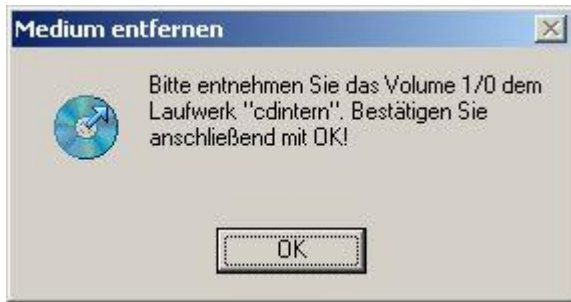 Medium entfernen
Bitte entnehmen Sie das Volume 1/0 dem
Laufwerk "cdintern". Bestätigen Sie
anschließend mit OK!
OK